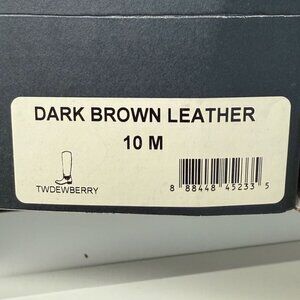 DARK BROWN LEATHER
10 M
TWDEWBERRY
8 88448 45233 5